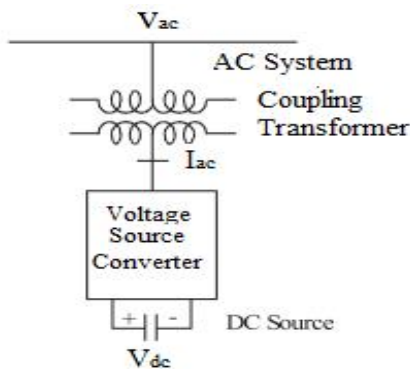 Vac
AC System
Coupling
Transformer
Iac
Voltage
Source
Converter
+ -
DC Source
Vdc